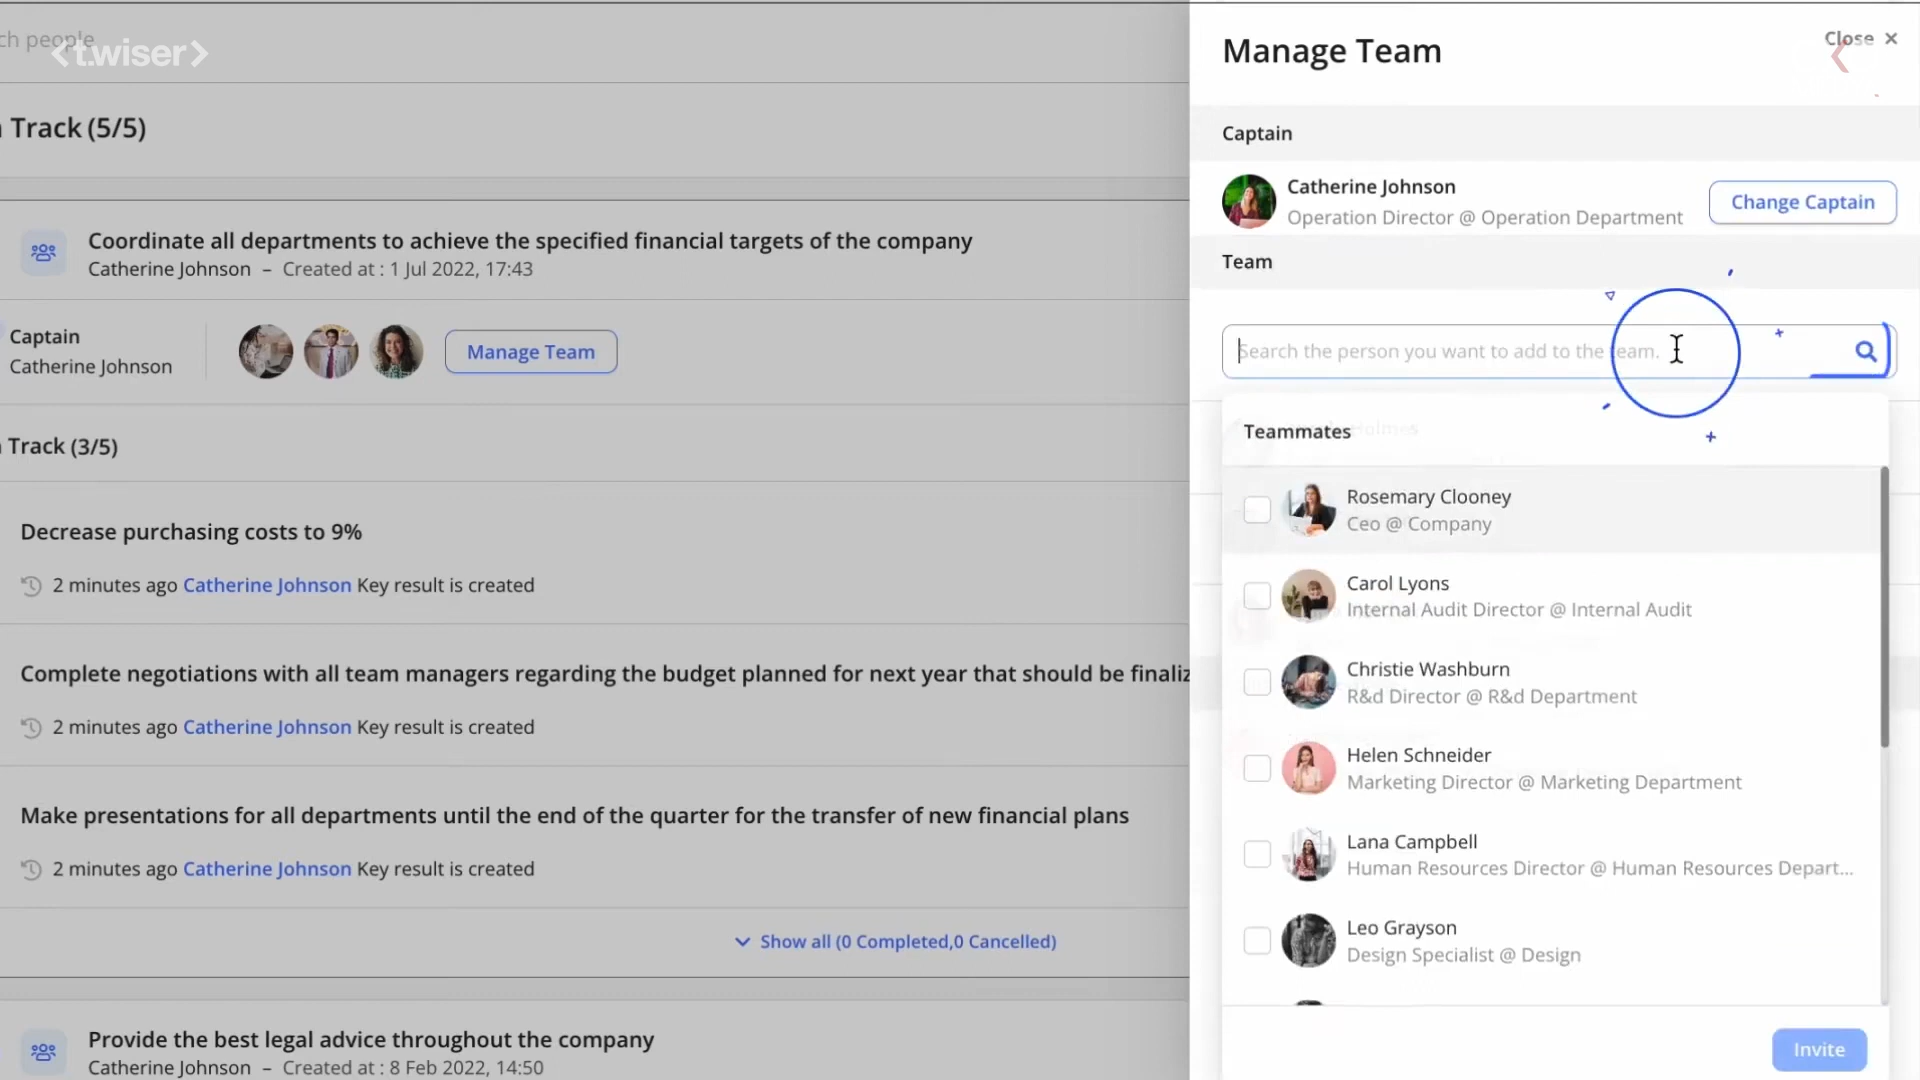 ch people
<t.wiser>
Track (5/5)
Coordinate all departments to achieve the specified financial targets of the company
Catherine Johnson – Created at : 1 Jul 2022, 17:43
Captain
Catherine Johnson
Manage Team
Track (3/5)
Decrease purchasing costs to 9%
2 minutes ago Catherine Johnson Key result is created
Complete negotiations with all team managers regarding the budget planned for next year that should be finaliz
2 minutes ago Catherine Johnson Key result is created
Make presentations for all departments until the end of the quarter for the transfer of new financial plans
2 minutes ago Catherine Johnson Key result is created
Show all (0 Completed,0 Cancelled)
Provide the best legal advice throughout the company
Catherine Johnson – Created at : 8 Feb 2022, 14:50
Manage Team
Close ×
Captain
Catherine Johnson
Operation Director @ Operation Department
Change Captain
Team
Search the person you want to add to the team.
Teammates
Holmes
Rosemary Clooney
Ceo @ Company
Carol Lyons
Internal Audit Director @ Internal Audit
Christie Washburn
R&d Director @ R&d Department
Helen Schneider
Marketing Director @ Marketing Department
Lana Campbell
Human Resources Director @ Human Resources Depart...
Leo Grayson
Design Specialist @ Design
Invite